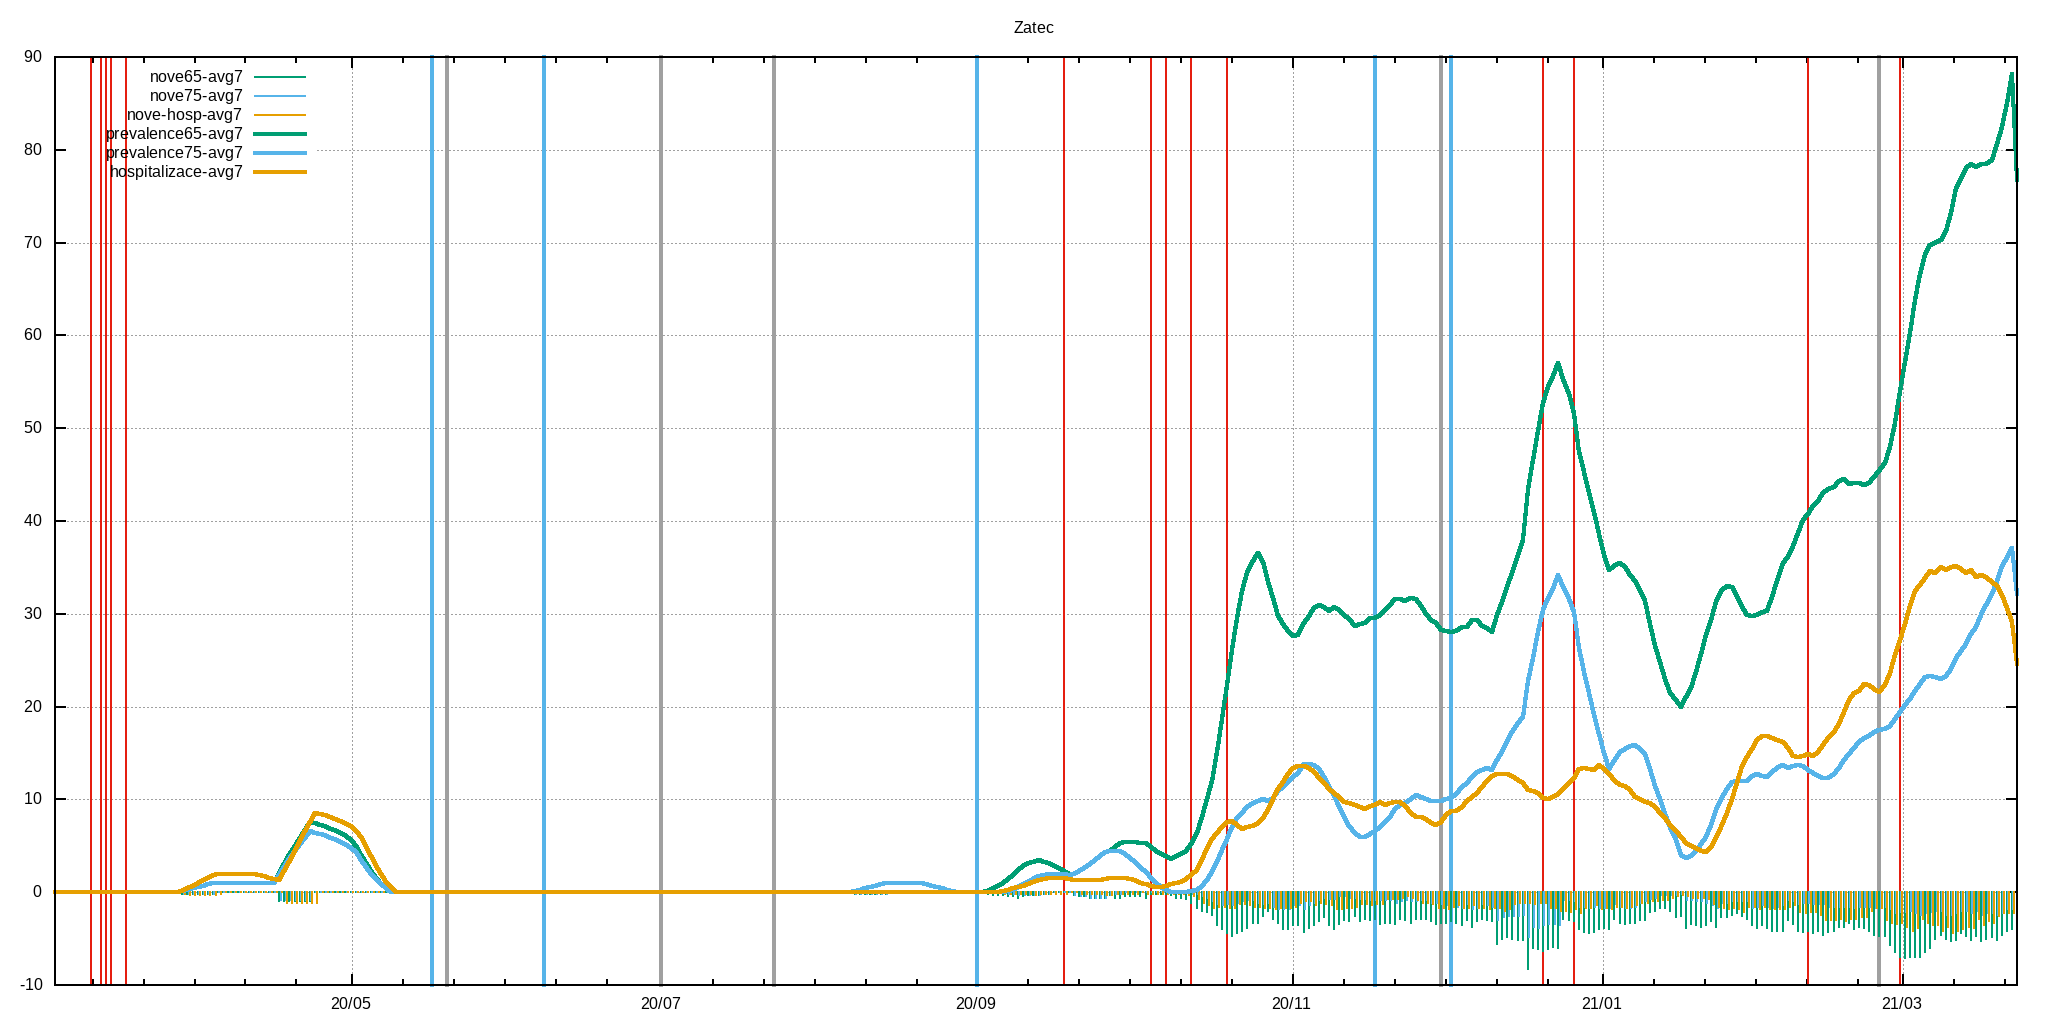 Zatec
90
80
70
60
50
40
30
20
10
0
-10
nove65-avg7
nove75-avg7
nove-hosp-avg7
prevalence65-avg7
prevalence75-avg7
hospitalizace-avg7
20/05 20/07 20/09 20/11 21/01 21/03